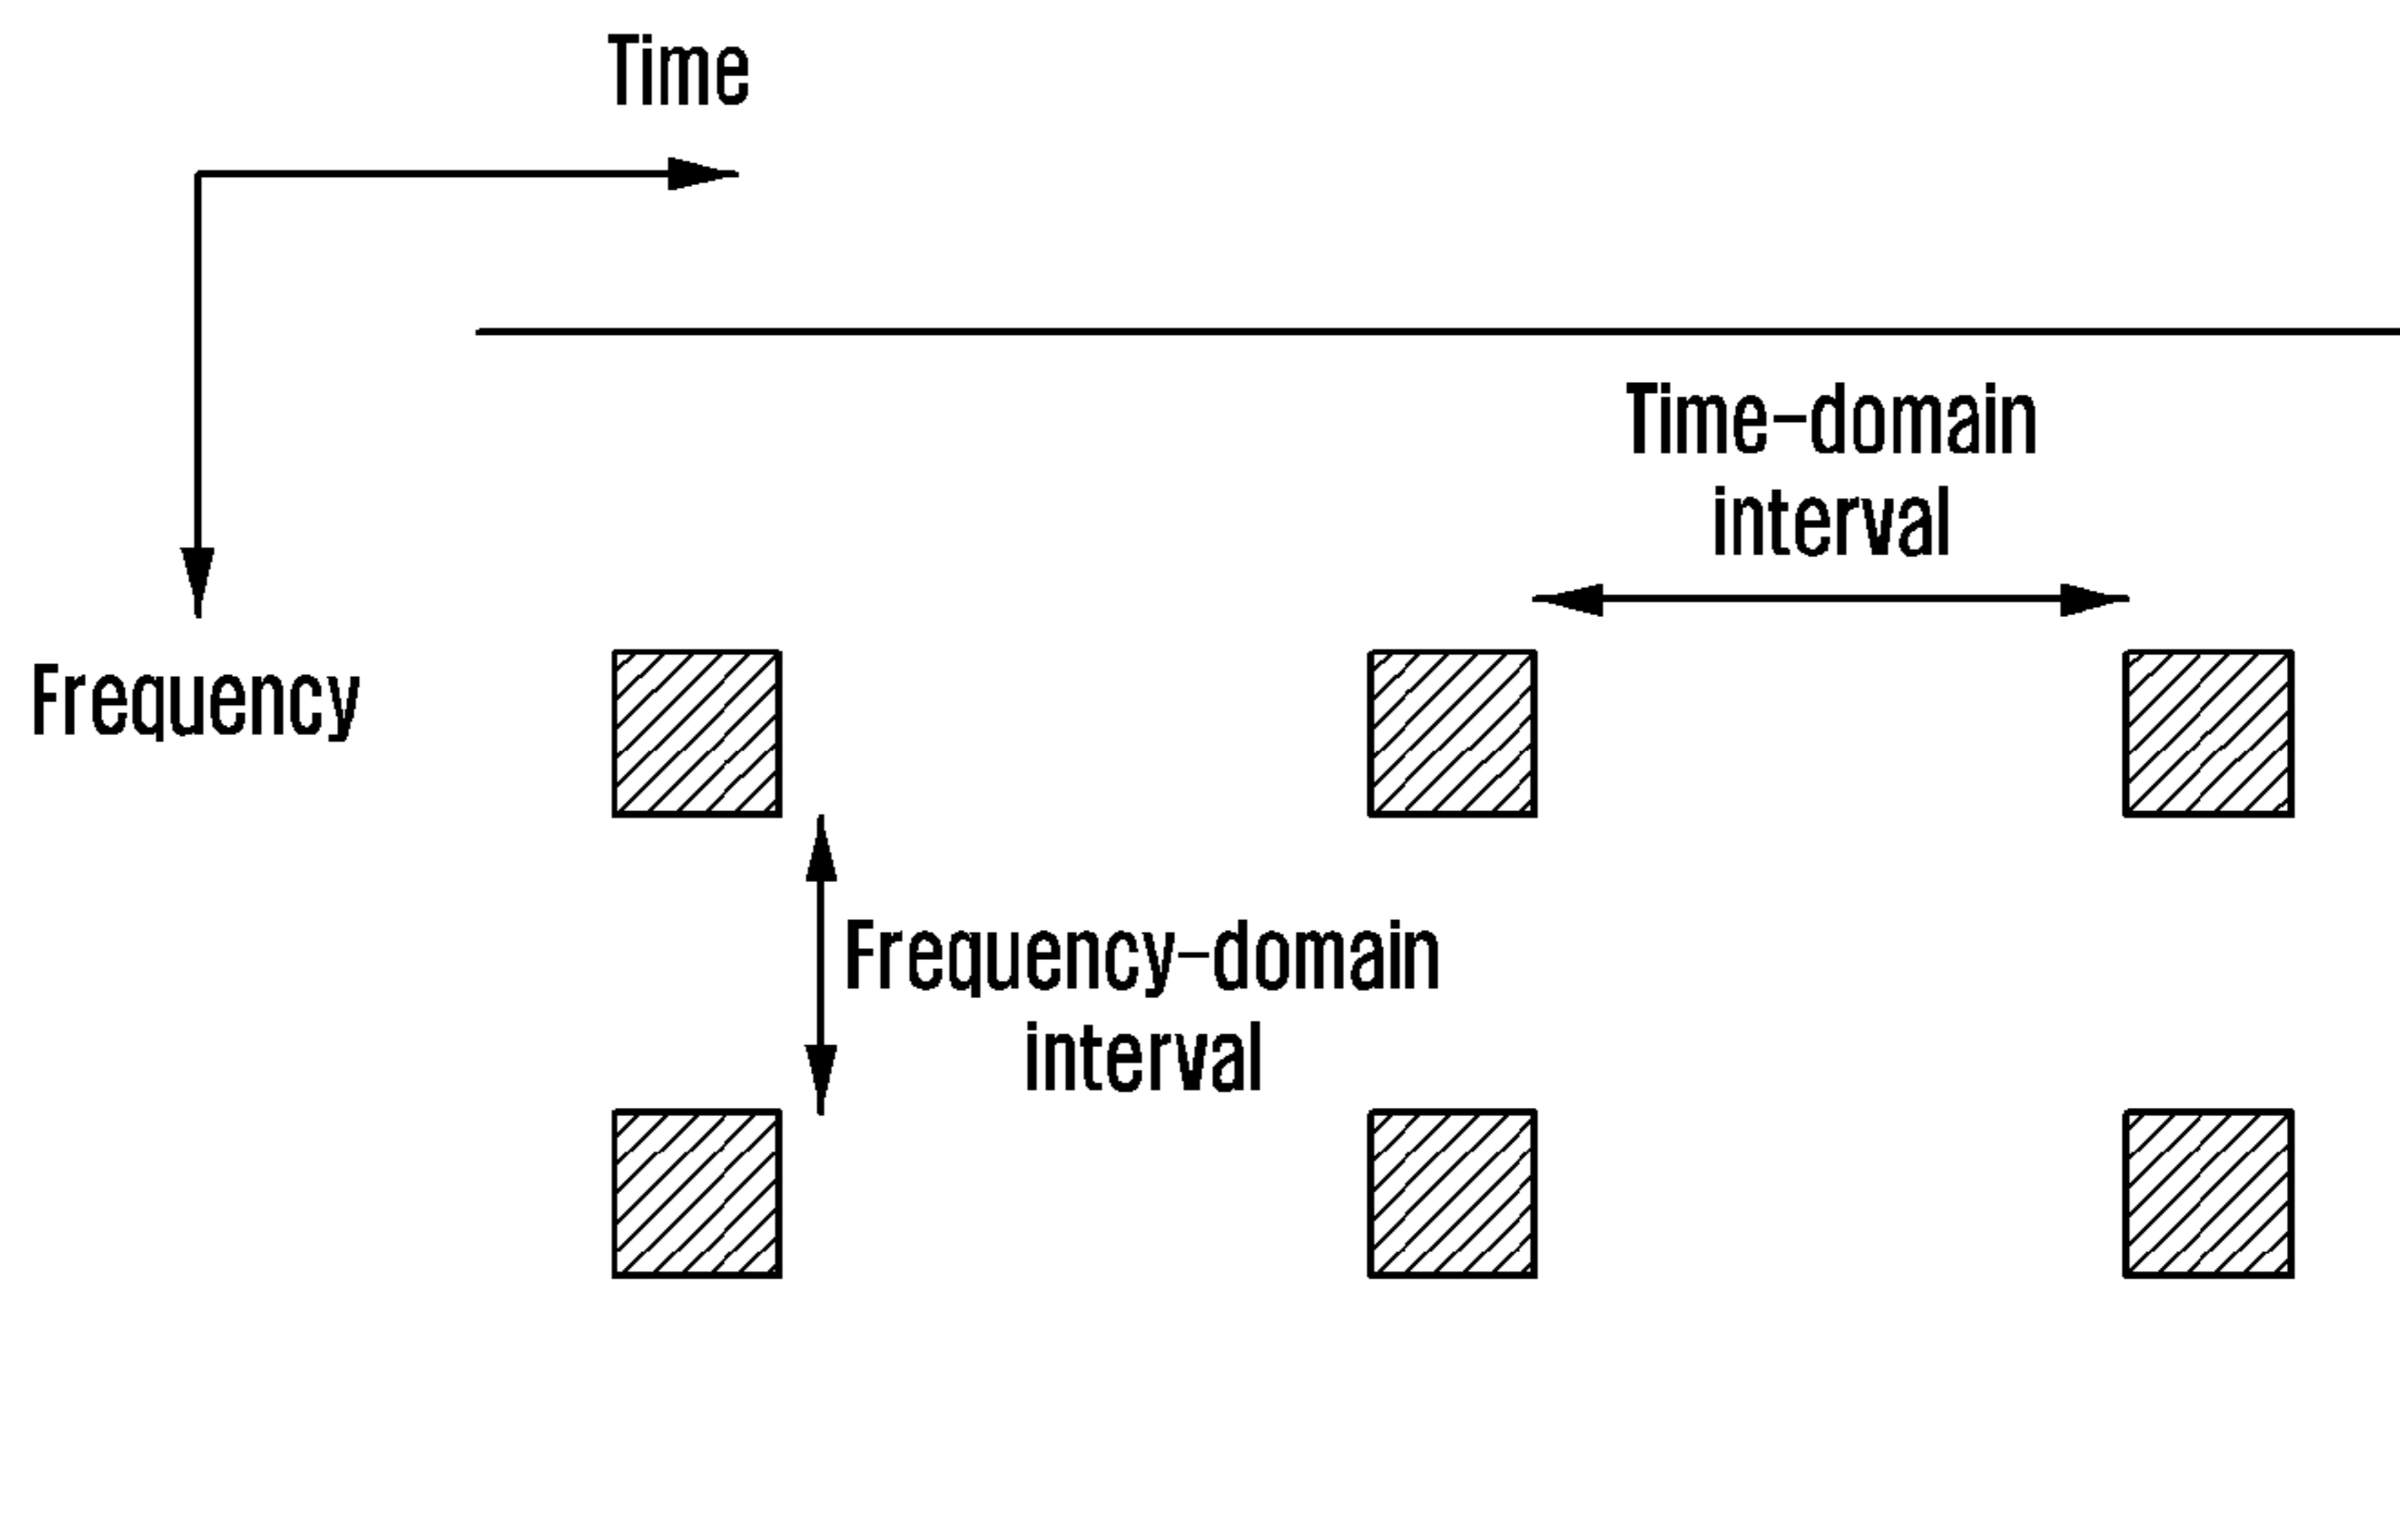 Time
Time-domain
interval
Frequency
Frequency-domain
interval